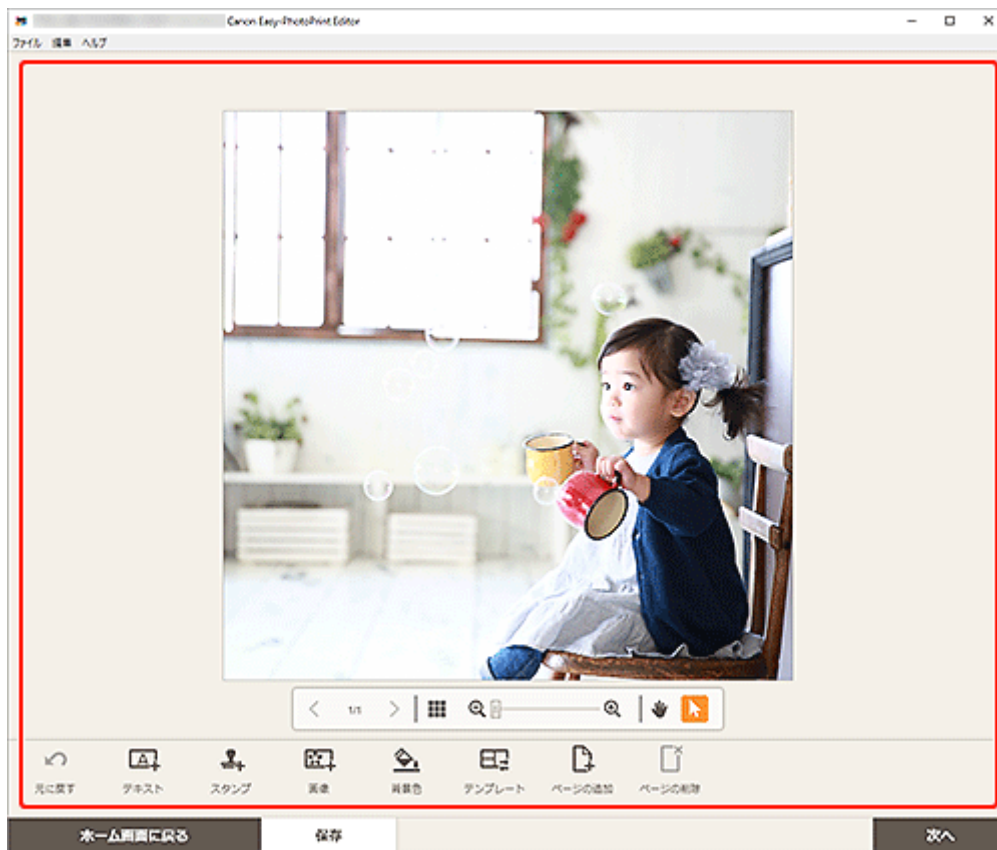 Canon Easy-PhotoPrint Editor
ファイル 編集 ヘルプ
1/1
元に戻す テキスト スタンプ 画像 背景色 テンプレート ページの追加 ページの削除
ホーム画面に戻る 保存 次へ